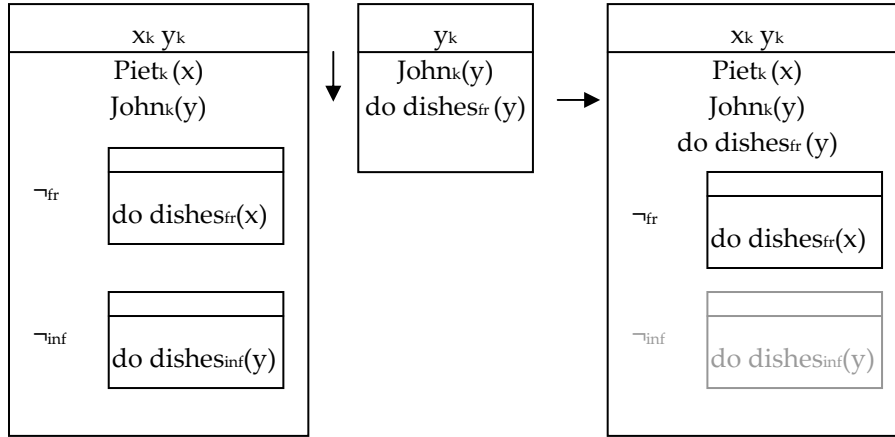 xk yk
Pietk (x)
Johnk(y)
¬fr
do dishesfr(x)
¬inf
do dishesinf(y)
yk
Johnk(y)
do dishesfr (y)
xk yk
Pietk (x)
Johnk(y)
do dishesfr (y)
¬fr
do dishesfr(x)
¬inf
do dishesinf(y)